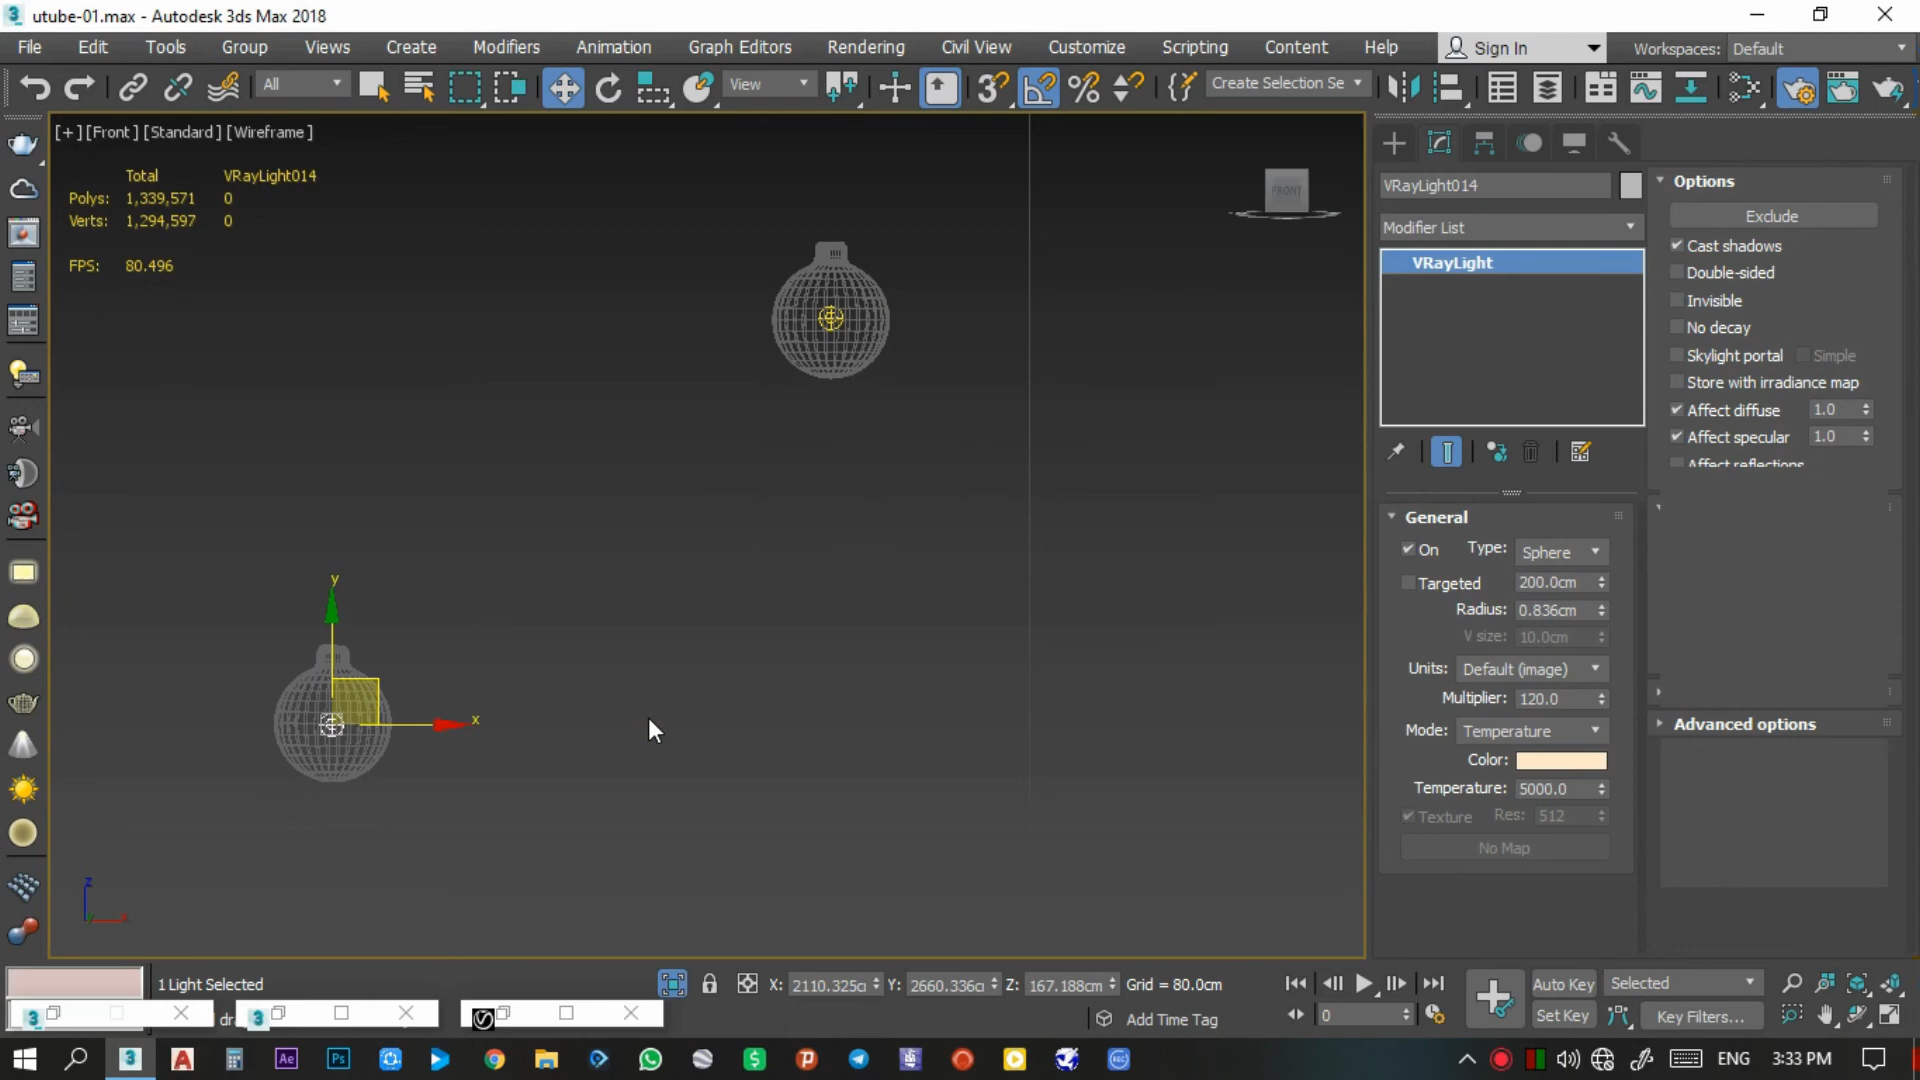 utube-01.max - Autodesk 3ds Max 2018
File Edit Tools Group Views Create Modifiers Animation Graph Editors Rendering Civil View Customize Scripting Content Help Sign In Workspaces: Default
All View Create Selection Se
[+] [Front] [Standard] [Wireframe]
Total VRayLight014
Polys: 1,339,571 0
Verts: 1,294,597 0
FPS: 80.496
FRONT
y
x
z
VRayLight014
Modifier List
VRayLight
Options
Exclude
Cast shadows
Double-sided
Invisible
No decay
Skylight portal Simple
Store with irradiance map
Affect diffuse 1.0
Affect specular 1.0
Affect reflections
General
On Type: Sphere
Targeted 200.0cm
Radius: 0.836cm
V size: 10.0cm
Units: Default (image)
Multiplier: 120.0
Mode: Temperature
Color:
Temperature: 5000.0
Texture Res: 512
No Map
Advanced options
1 Light Selected
X: 2110.325c Y: 2660.336c Z: 167.188cm Grid = 80.0cm
Add Time Tag
0
Auto Key Selected
Set Key Key Filters...
Ae Ps
ENG 3:33 PM